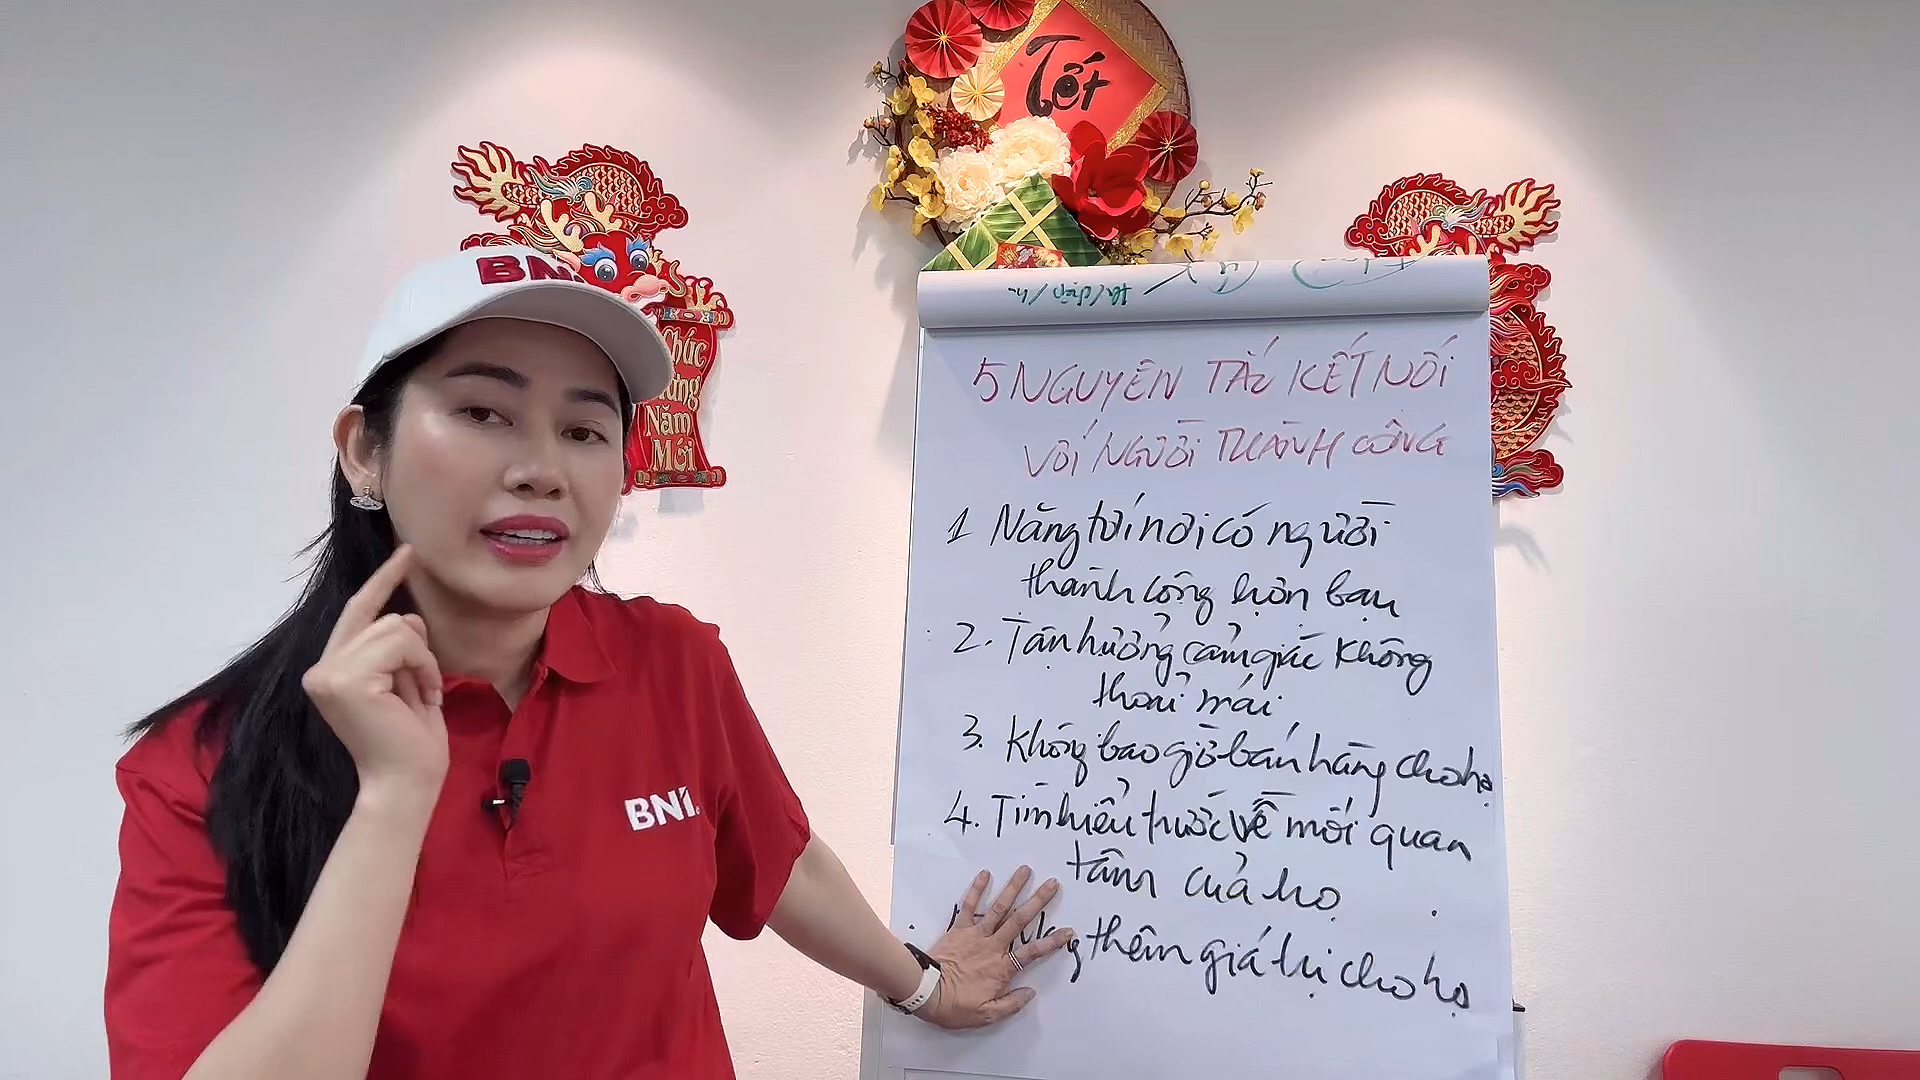 Tết
BNI
Chúc
Mừng
Năm
Mới
5 NGUYÊN TẮC KẾT NỐI
VỚI NGƯỜI THÀNH CÔNG
1 Năng tới nơi có người
thành công hơn bạn
2. Tận hưởng cảm giác không
thoải mái
3. Không bao giờ bán hàng cho họ
4. Tìm hiểu trước về mối quan
tâm của họ
thêm giá trị cho họ
BNI